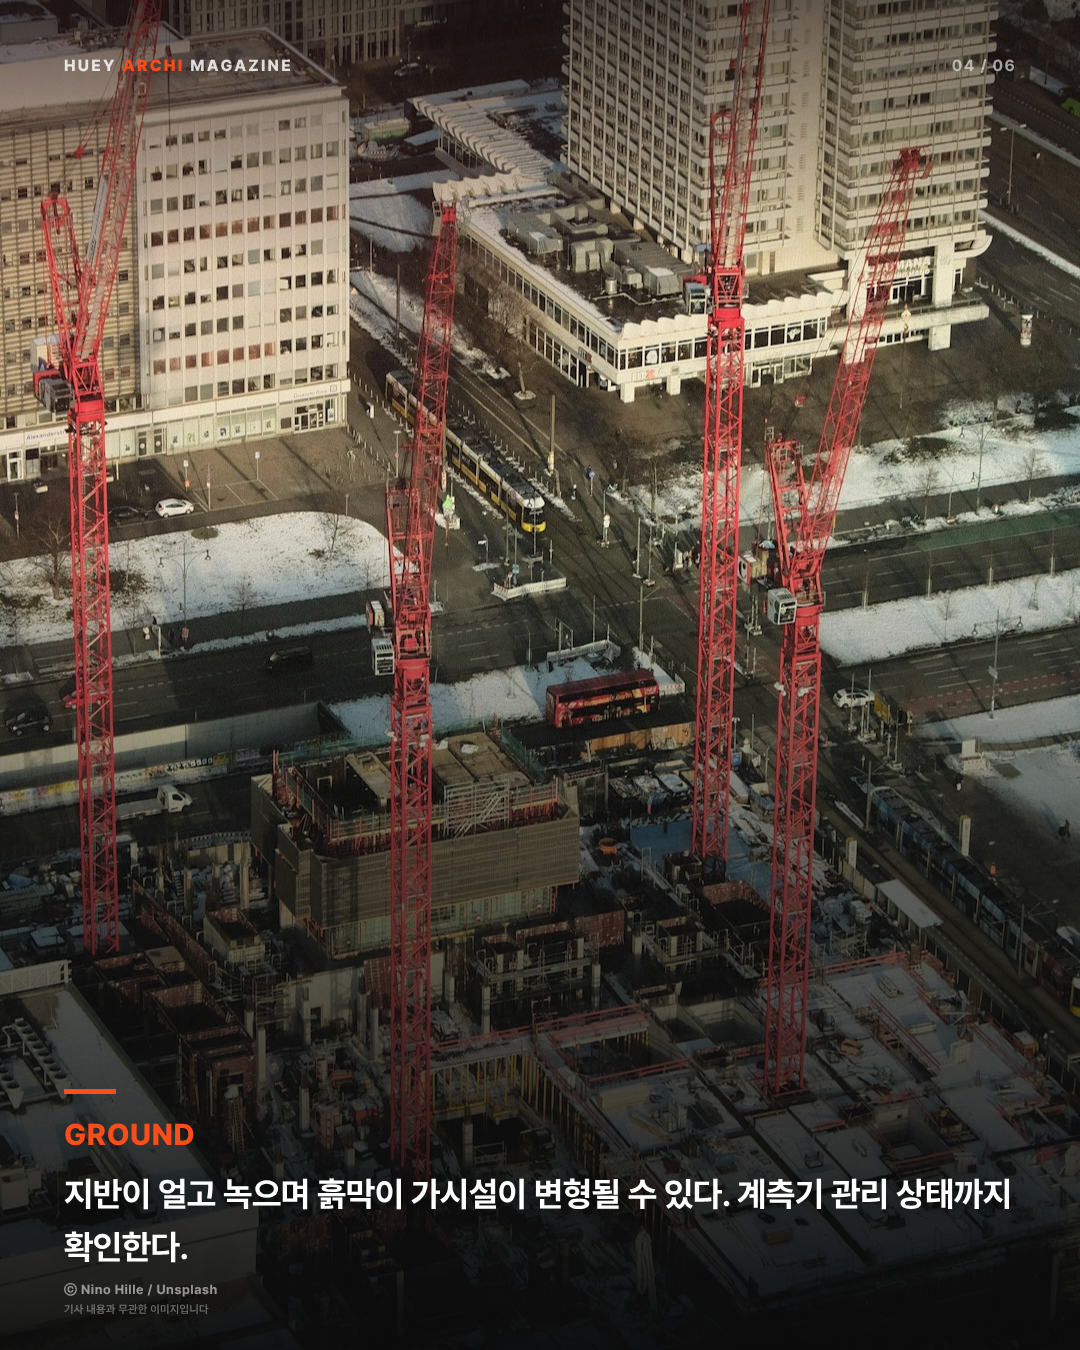 HUEY ARCHI MAGAZINE
04 / 06
GROUND
지반이 얼고 녹으며 흙막이 가시설이 변형될 수 있다. 계측기 관리 상태까지
확인한다.
© Nino Hille / Unsplash
기사 내용과 무관한 이미지입니다